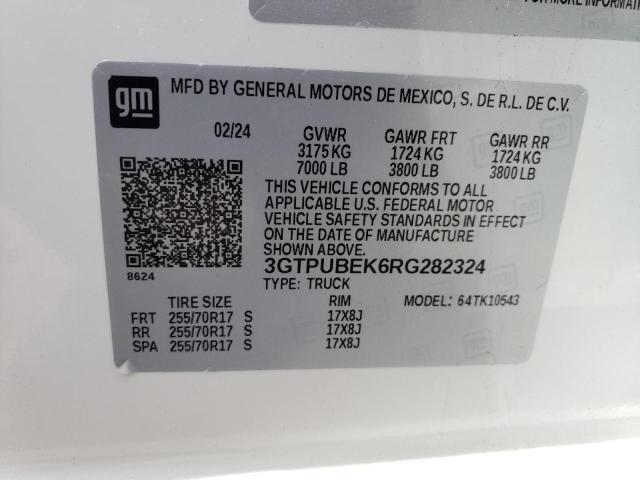 FOR MORE INFORMATION
gm
MFD BY GENERAL MOTORS DE MEXICO, S. DE R.L. DE C.V.
02/24 GVWR GAWR FRT GAWR RR
3175 KG 1724 KG 1724 KG
7000 LB 3800 LB 3800 LB
THIS VEHICLE CONFORMS TO ALL
APPLICABLE U.S. FEDERAL MOTOR
VEHICLE SAFETY STANDARDS IN EFFECT
ON THE DATE OF MANUFACTURE
SHOWN ABOVE
8624
3GTPUBEK6RG282324
TYPE: TRUCK MODEL: 64TK10543
TIRE SIZE RIM
FRT 255/70R17 S 17X8J
RR 255/70R17 S 17X8J
SPA 255/70R17 S 17X8J